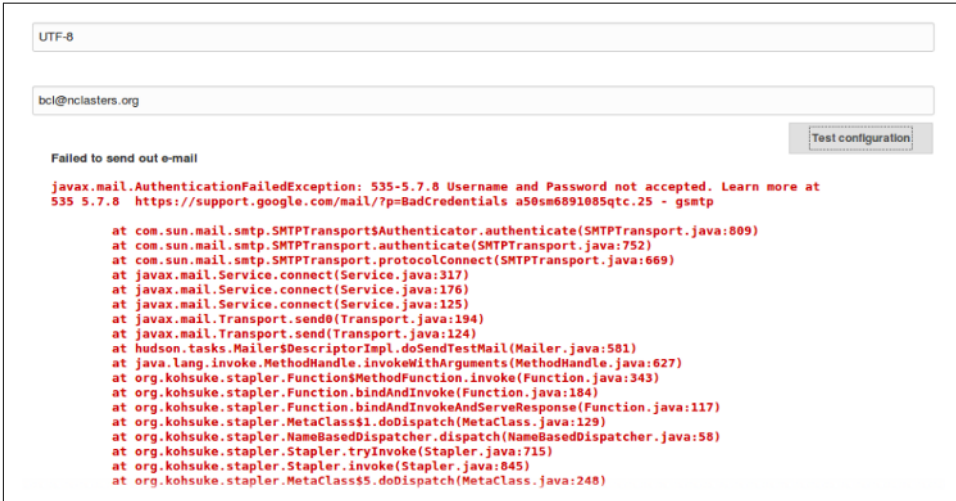 UTF-8
bcl@nclasters.org
Test configuration
Failed to send out e-mail
javax.mail.AuthenticationFailedException: 535-5.7.8 Username and Password not accepted. Learn more at
535 5.7.8  https://support.google.com/mail/?p=BadCredentials a50sm6891085qtc.25 - gsmtp
at com.sun.mail.smtp.SMTPTransport$Authenticator.authenticate(SMTPTransport.java:809)
at com.sun.mail.smtp.SMTPTransport.authenticate(SMTPTransport.java:752)
at com.sun.mail.smtp.SMTPTransport.protocolConnect(SMTPTransport.java:669)
at javax.mail.Service.connect(Service.java:317)
at javax.mail.Service.connect(Service.java:176)
at javax.mail.Service.connect(Service.java:125)
at javax.mail.Transport.send0(Transport.java:194)
at javax.mail.Transport.send(Transport.java:124)
at hudson.tasks.Mailer$DescriptorImpl.doSendTestMail(Mailer.java:581)
at java.lang.invoke.MethodHandle.invokeWithArguments(MethodHandle.java:627)
at org.kohsuke.stapler.Function$MethodFunction.invoke(Function.java:343)
at org.kohsuke.stapler.Function.bindAndInvoke(Function.java:184)
at org.kohsuke.stapler.Function.bindAndInvokeAndServeResponse(Function.java:117)
at org.kohsuke.stapler.MetaClass$1.doDispatch(MetaClass.java:129)
at org.kohsuke.stapler.NameBasedDispatcher.dispatch(NameBasedDispatcher.java:58)
at org.kohsuke.stapler.Stapler.tryInvoke(Stapler.java:715)
at org.kohsuke.stapler.Stapler.invoke(Stapler.java:845)
at org.kohsuke.stapler.MetaClass$5.doDispatch(MetaClass.java:248)